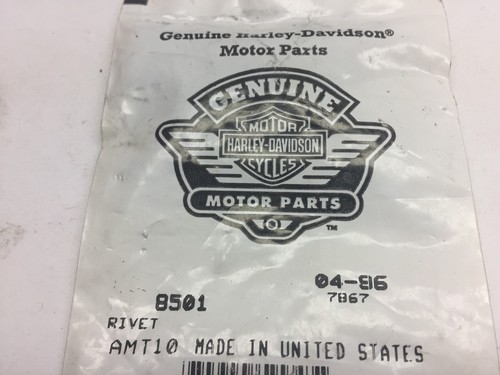 Genuine Harley-Davidson®
Motor Parts
GENUINE
MOTOR
HARLEY-DAVIDSON
CYCLES
MOTOR PARTS
™
04-86
8501
7867
RIVET
AMT10 MADE IN UNITED STATES